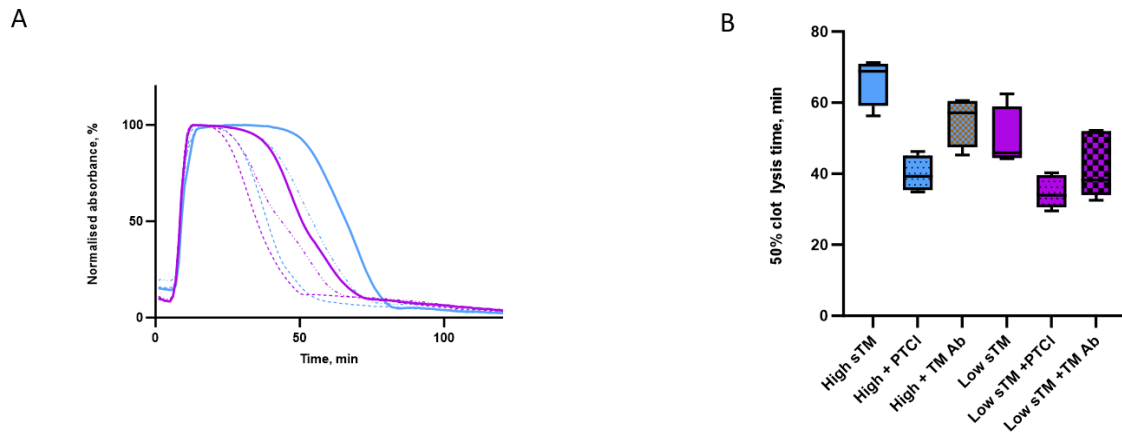 A
Normalised absorbance, %
100
50
0
0
50
100
Time, min
B
50% clot lysis time, min
80
60
40
20
0
High sTM
High + PTCI
High + TM Ab
Low sTM
Low sTM +PTCI
Low sTM +TM Ab